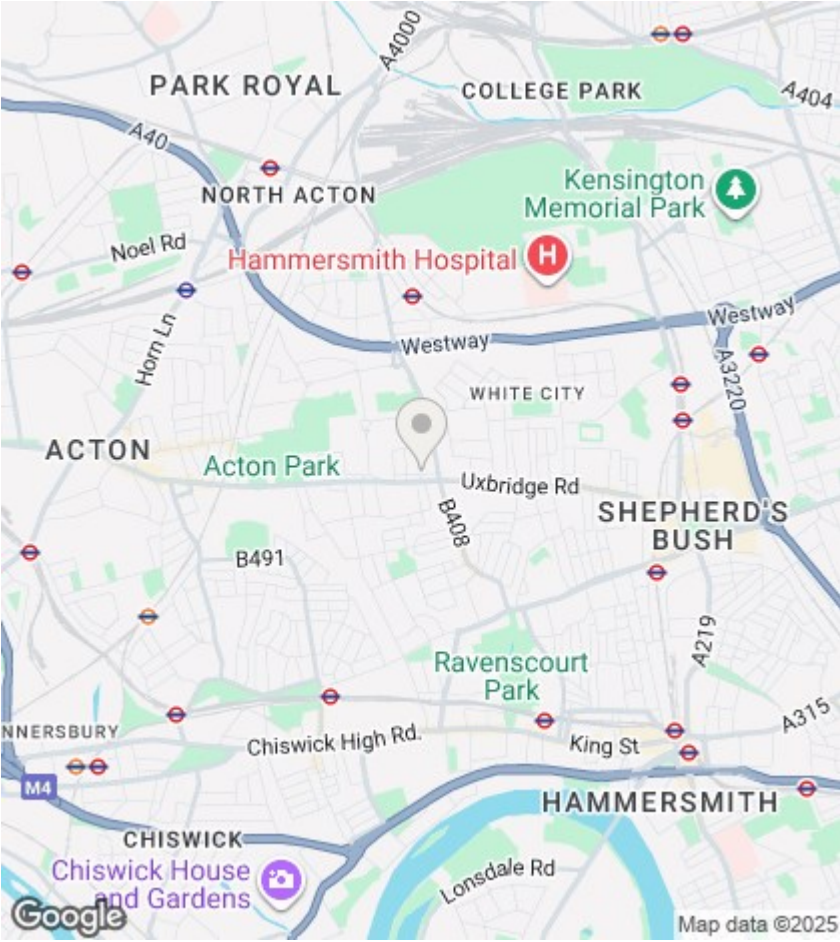 A4000
PARK ROYAL
COLLEGE PARK
A404
A40
NORTH ACTON
Kensington
Memorial Park
Noel Rd
Hammersmith Hospital
H
Westway
Westway
Horn Ln
A3220
WHITE CITY
ACTON
Acton Park
Uxbridge Rd
SHEPHERD'S
BUSH
B408
B491
A219
Ravenscourt
Park
A315
NNERSBURY
Chiswick High Rd.
King St
M4
HAMMERSMITH
CHISWICK
Chiswick House
and Gardens
Lonsdale Rd
Google
Map data ©2025